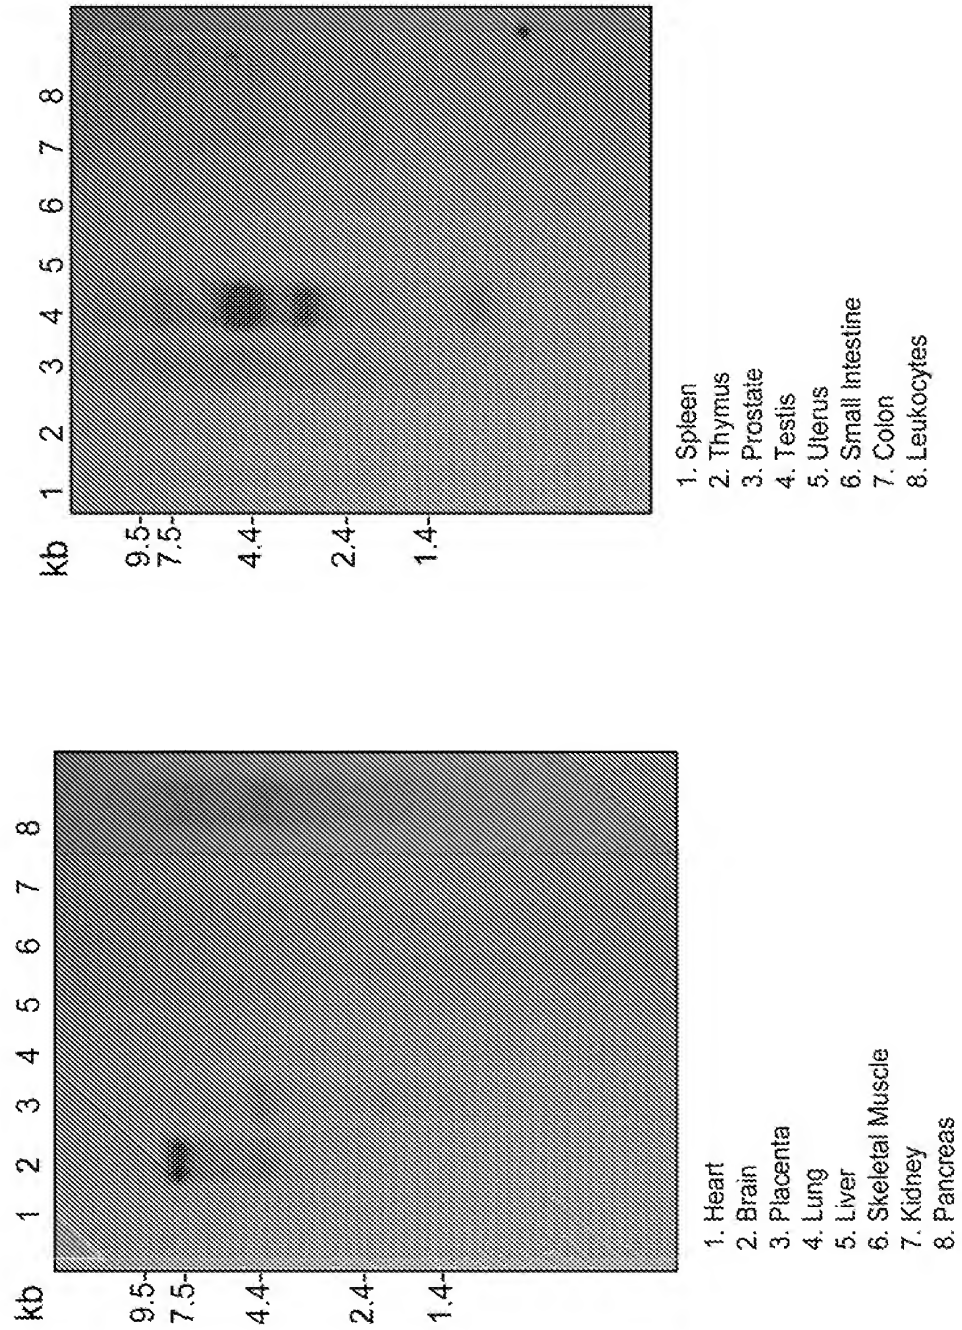 kb
1 2 3 4 5 6 7 8
9.5-
7.5-
4.4-
2.4-
1.4-
1. Heart
2. Brain
3. Placenta
4. Lung
5. Liver
6. Skeletal Muscle
7. Kidney
8. Pancreas
kb
1 2 3 4 5 6 7 8
9.5-
7.5-
4.4-
2.4-
1.4-
1. Spleen
2. Thymus
3. Prostate
4. Testis
5. Uterus
6. Small Intestine
7. Colon
8. Leukocytes